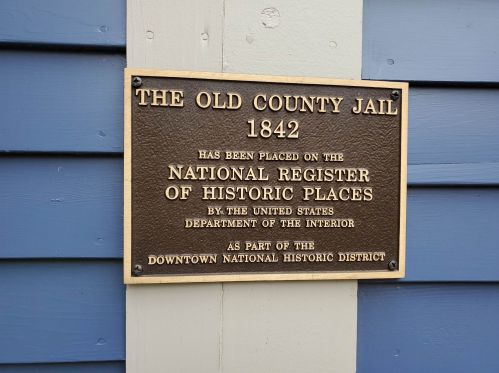 THE OLD COUNTY JAIL
1842
HAS BEEN PLACED ON THE
NATIONAL REGISTER
OF HISTORIC PLACES
BY THE UNITED STATES
DEPARTMENT OF THE INTERIOR
AS PART OF THE
DOWNTOWN NATIONAL HISTORIC DISTRICT